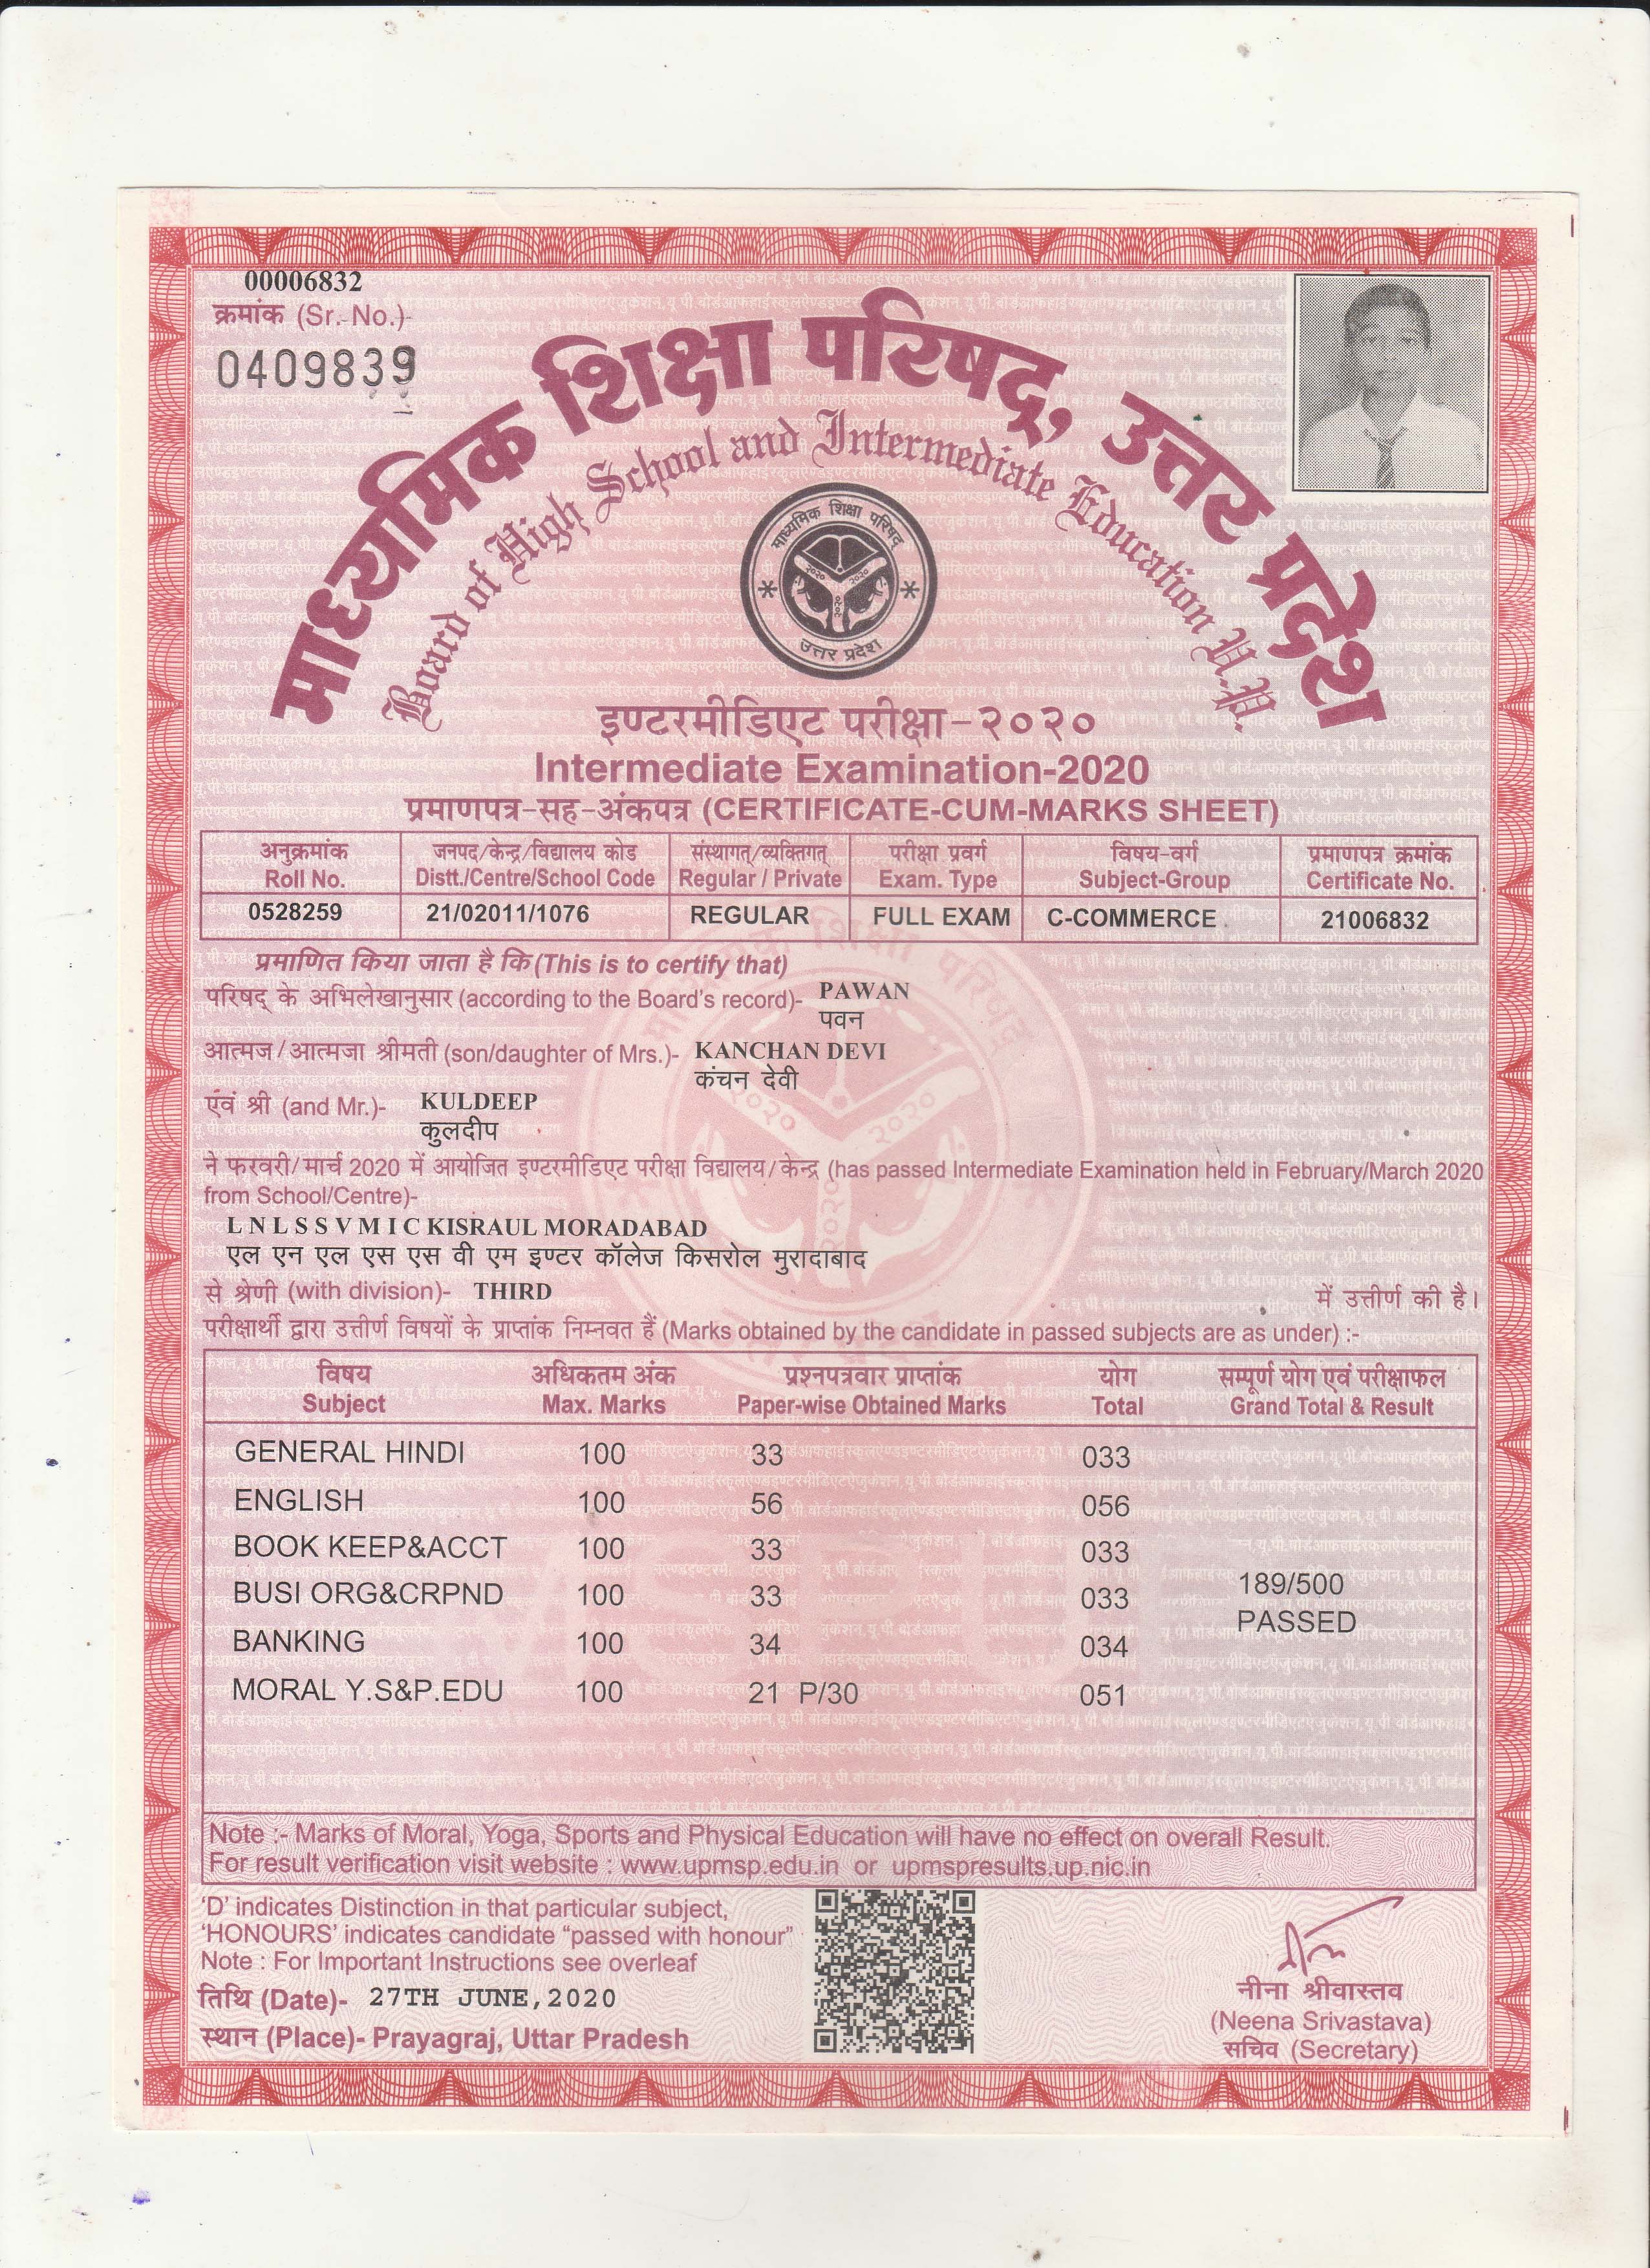 00006832
क्रमांक (Sr. No.)-
0409839
माध्यमिक शिक्षा परिषद्, उत्तर प्रदेश
Board of High School and Intermediate Education U.P.
माध्यमिक शिक्षा परिषद्
२०२० २०२०
२०२०
उत्तर प्रदेश
इण्टरमीडिएट परीक्षा-२०२०
Intermediate Examination-2020
प्रमाणपत्र-सह-अंकपत्र (CERTIFICATE-CUM-MARKS SHEET)
अनुक्रमांक जनपद/केन्द्र/विद्यालय कोड संस्थागत्/व्यक्तिगत् परीक्षा प्रवर्ग विषय-वर्ग प्रमाणपत्र क्रमांक
Roll No. Distt./Centre/School Code Regular / Private Exam. Type Subject-Group Certificate No.
0528259 21/02011/1076 REGULAR FULL EXAM C-COMMERCE 21006832
प्रमाणित किया जाता है कि (This is to certify that)
परिषद् के अभिलेखानुसार (according to the Board's record)- PAWAN
पवन
आत्मज/आत्मजा श्रीमती (son/daughter of Mrs.)- KANCHAN DEVI
कंचन देवी
एंवं श्री (and Mr.)- KULDEEP
कुलदीप
ने फरवरी/मार्च 2020 में आयोजित इण्टरमीडिएट परीक्षा विद्यालय/केन्द्र (has passed Intermediate Examination held in February/March 2020
from School/Centre)-
L N L S S V M I C KISRAUL MORADABAD
एल एन एल एस एस वी एम इण्टर कॉलेज किसरोल मुरादाबाद
से श्रेणी (with division)- THIRD में उत्तीर्ण की है।
परीक्षार्थी द्वारा उत्तीर्ण विषयों के प्राप्तांक निम्नवत हैं (Marks obtained by the candidate in passed subjects are as under) :-
विषय अधिकतम अंक प्रश्नपत्रवार प्राप्तांक योग सम्पूर्ण योग एवं परीक्षाफल
Subject Max. Marks Paper-wise Obtained Marks Total Grand Total & Result
GENERAL HINDI 100 33 033
ENGLISH 100 56 056
BOOK KEEP&ACCT 100 33 033
BUSI ORG&CRPND 100 33 033 189/500
PASSED
BANKING 100 34 034
MORAL Y.S&P.EDU 100 21 P/30 051
Note :- Marks of Moral, Yoga, Sports and Physical Education will have no effect on overall Result.
For result verification visit website : www.upmsp.edu.in or upmspresults.up.nic.in
'D' indicates Distinction in that particular subject,
'HONOURS' indicates candidate "passed with honour"
Note : For Important Instructions see overleaf
तिथि (Date)- 27TH JUNE,2020
स्थान (Place)- Prayagraj, Uttar Pradesh
नीना श्रीवास्तव
(Neena Srivastava)
सचिव (Secretary)